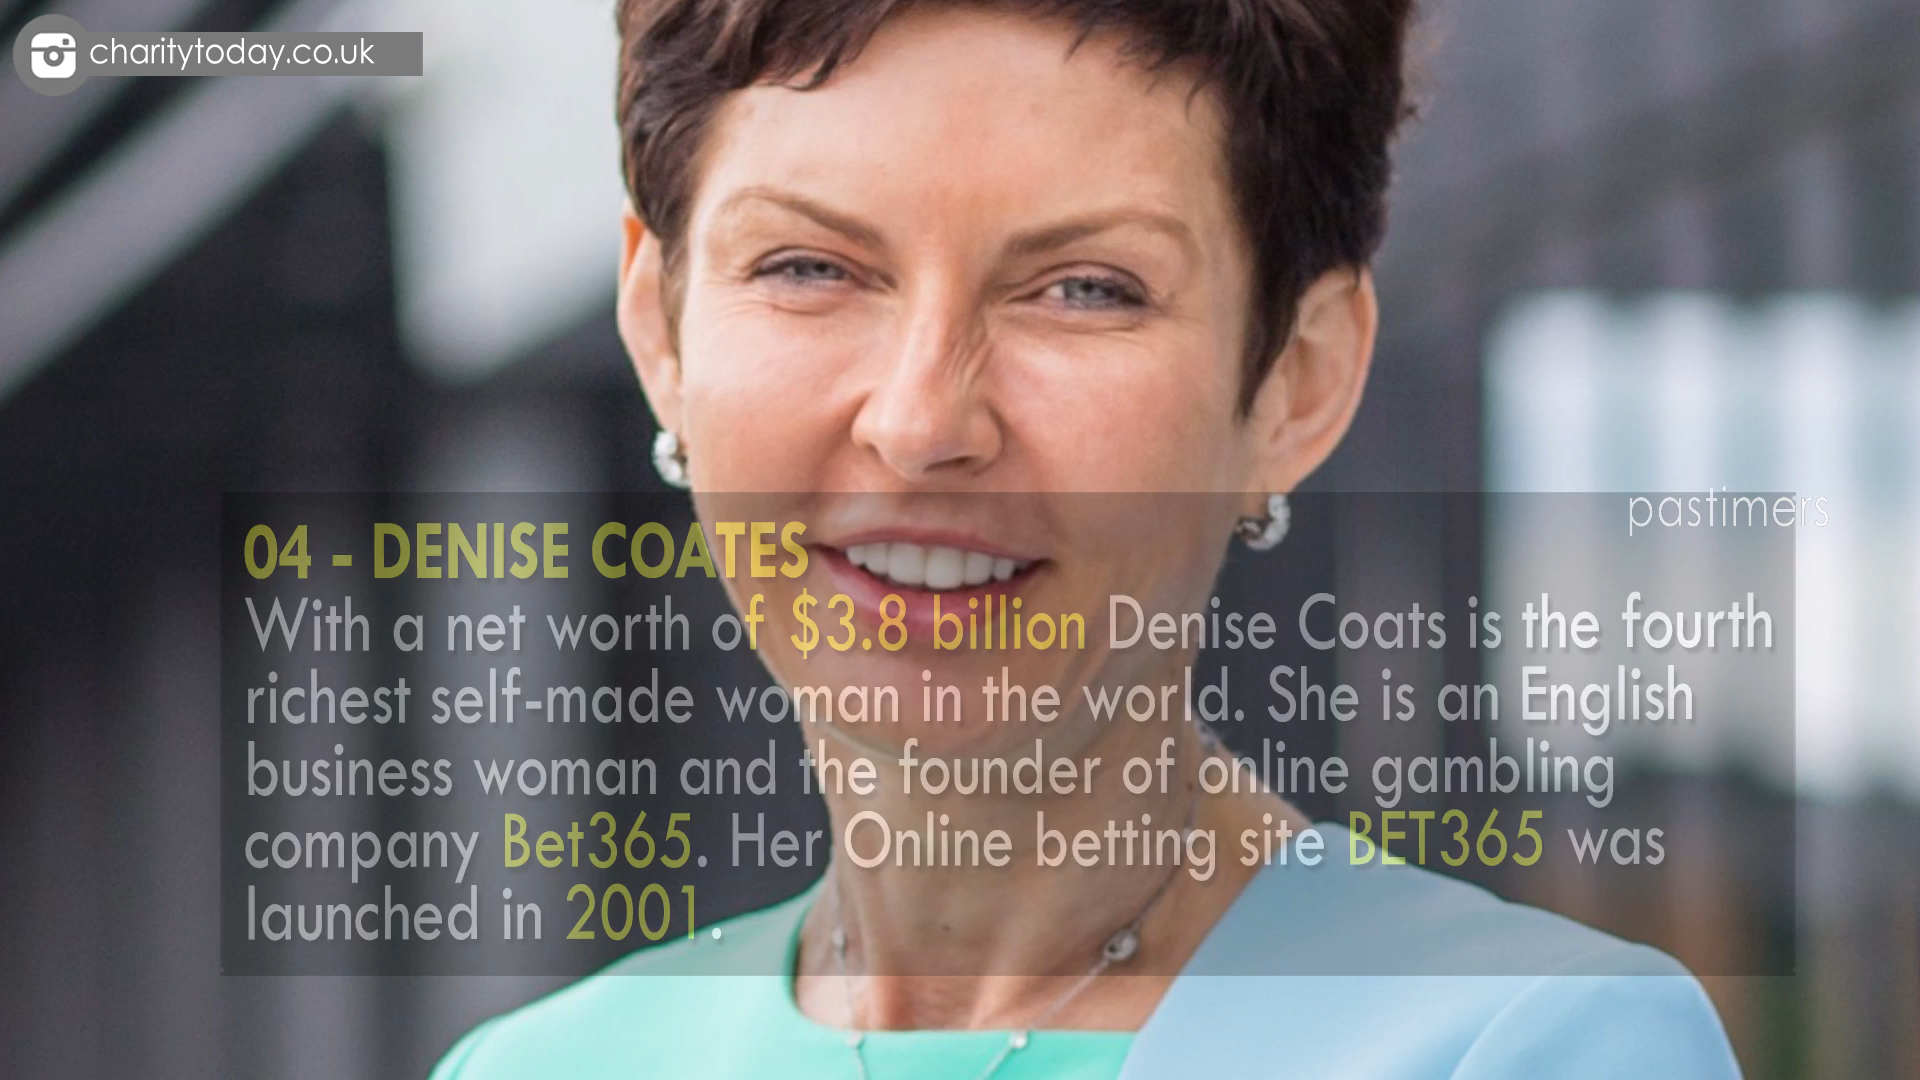 charitytoday.co.uk
pastimers
04 - DENISE COATES
With a net worth of $3.8 billion Denise Coats is the fourth
richest self-made woman in the world. She is an English
business woman and the founder of online gambling
company Bet365. Her Online betting site BET365 was
launched in 2001.